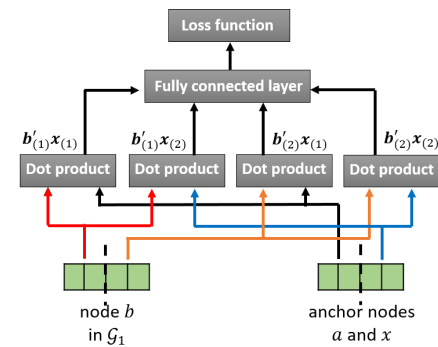 Loss function
Fully connected layer
b′(1)x(1) b′(1)x(2) b′(2)x(1) b′(2)x(2)
Dot product Dot product Dot product Dot product
node b anchor nodes
in 𝒢1 a and x